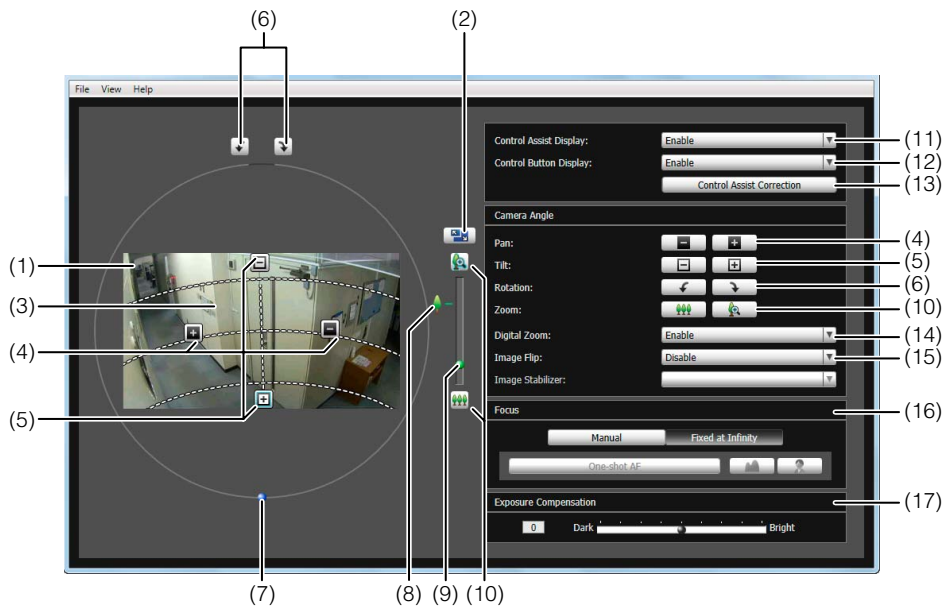 (6) (2)
File View Help
Control Assist Display: Enable (11)
Control Button Display: Enable (12)
Control Assist Correction (13)
Camera Angle
(1)
Pan: - + (4)
Tilt: - + (5)
(3)
Rotation: (6)
Zoom: (10)
(4)
Digital Zoom: Enable (14)
Image Flip: Disable (15)
Image Stabilizer:
(5)
Focus (16)
Manual Fixed at Infinity
One-shot AF
Exposure Compensation (17)
0 Dark Bright
(7) (8) (9) (10)